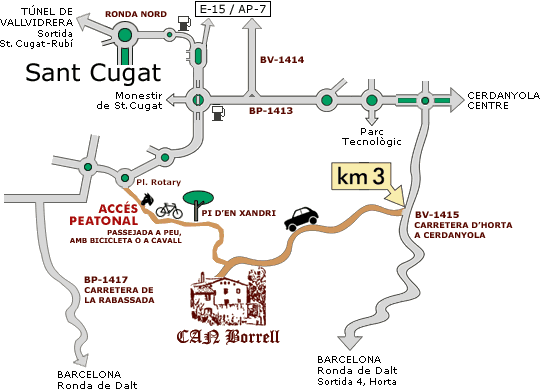 TÚNEL DE
VALLVIDRERA
Sortida
St. Cugat-Rubí
RONDA NORD
E-15 / AP-7
BV-1414
Sant Cugat
Monestir
de St.Cugat
BP-1413
CERDANYOLA
CENTRE
Parc
Tecnològic
Pl. Rotary
km 3
ACCÉS
PEATONAL
PI D'EN XANDRI
PASSEJADA A PEU,
AMB BICICLETA O A CAVALL
BV-1415
CARRETERA D'HORTA
A CERDANYOLA
BP-1417
CARRETERA DE
LA RABASSADA
CAN Borrell
BARCELONA
Ronda de Dalt
BARCELONA
Ronda de Dalt
Sortida 4, Horta